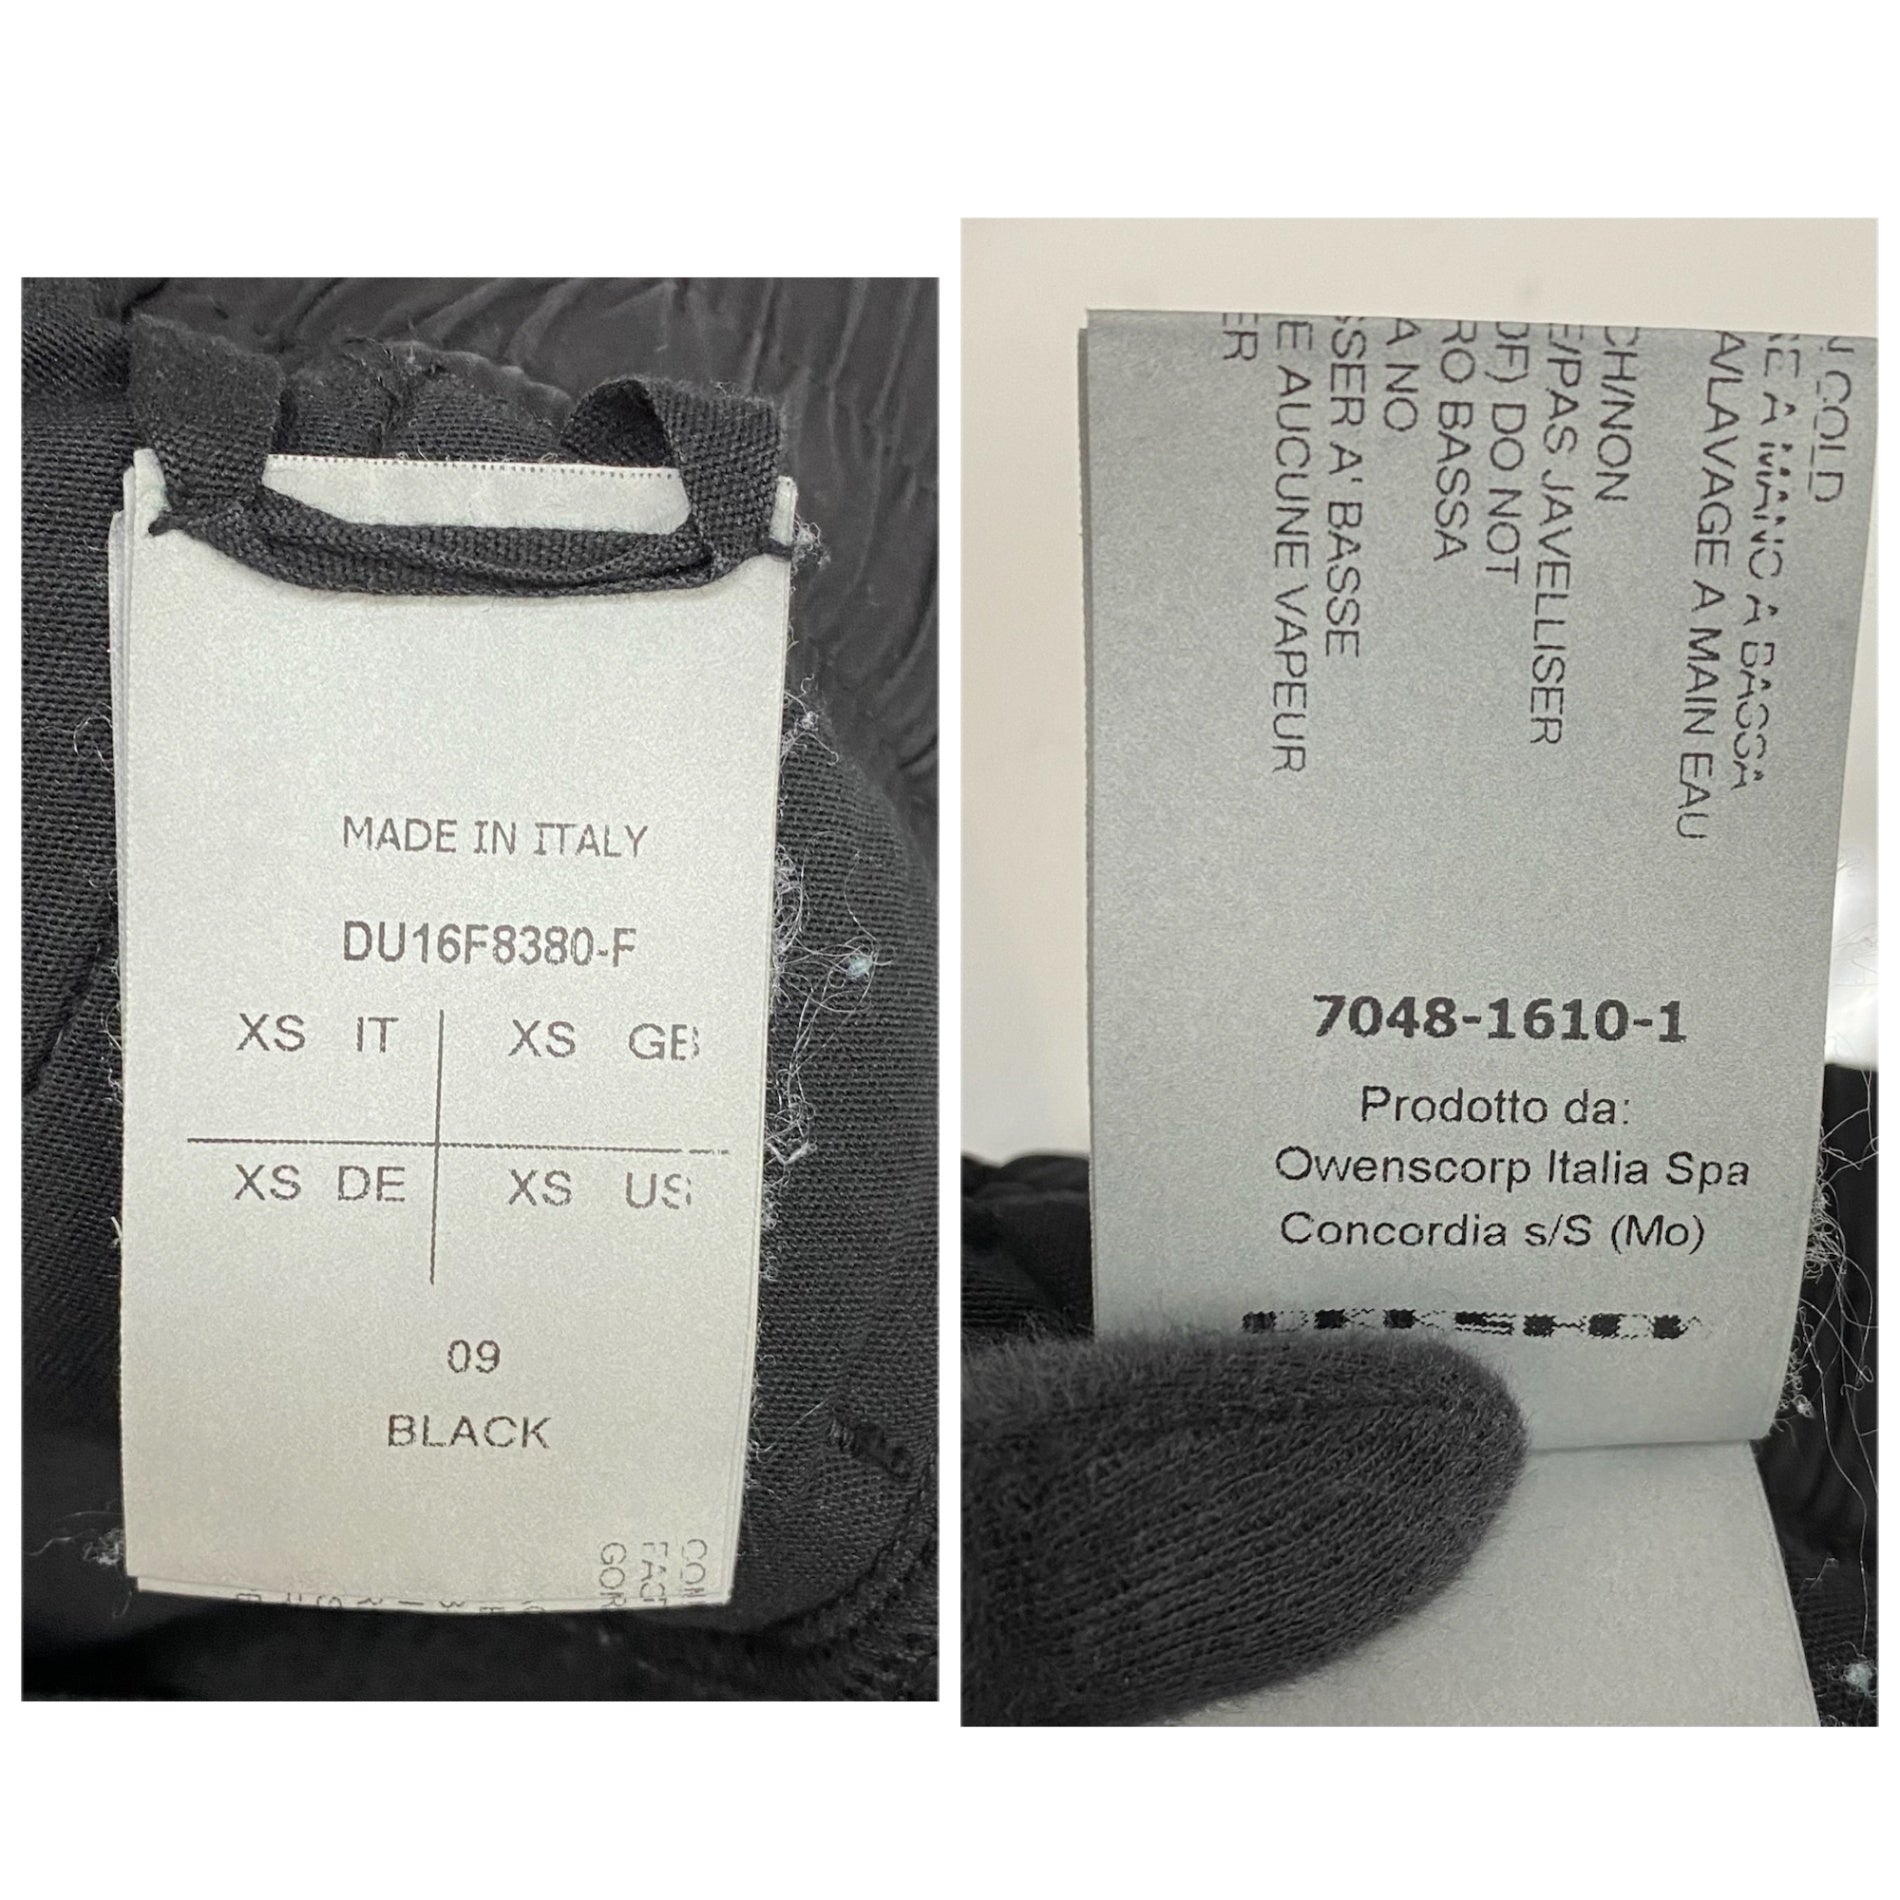 MADE IN ITALY
DU16F8380-F
XS IT XS GB
XS DE XS US
09
BLACK
COLD
A MANO A BASSA
A/LAVAGE A MAIN EAU
CH/NON
E/PAS JAVELLISER
DO NOT
RO BASSA
A NO
SER A' BASSE
E AUCUNE VAPEUR
ER
7048-1610-1
Prodotto da:
Owenscorp Italia Spa
Concordia s/S (Mo)